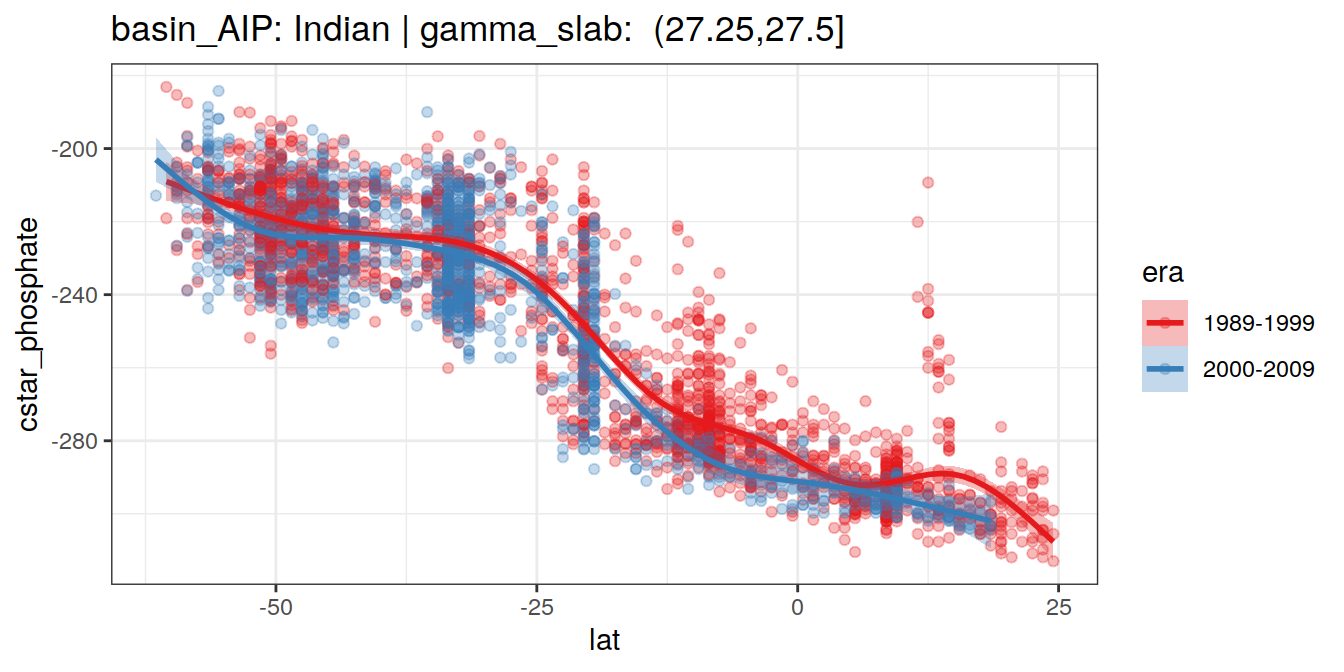 basin_AIP: Indian | gamma_slab:  (27.25,27.5]
cstar_phosphate
-200
-240
-280
-50
-25
0
25
lat
era
1989-1999
2000-2009